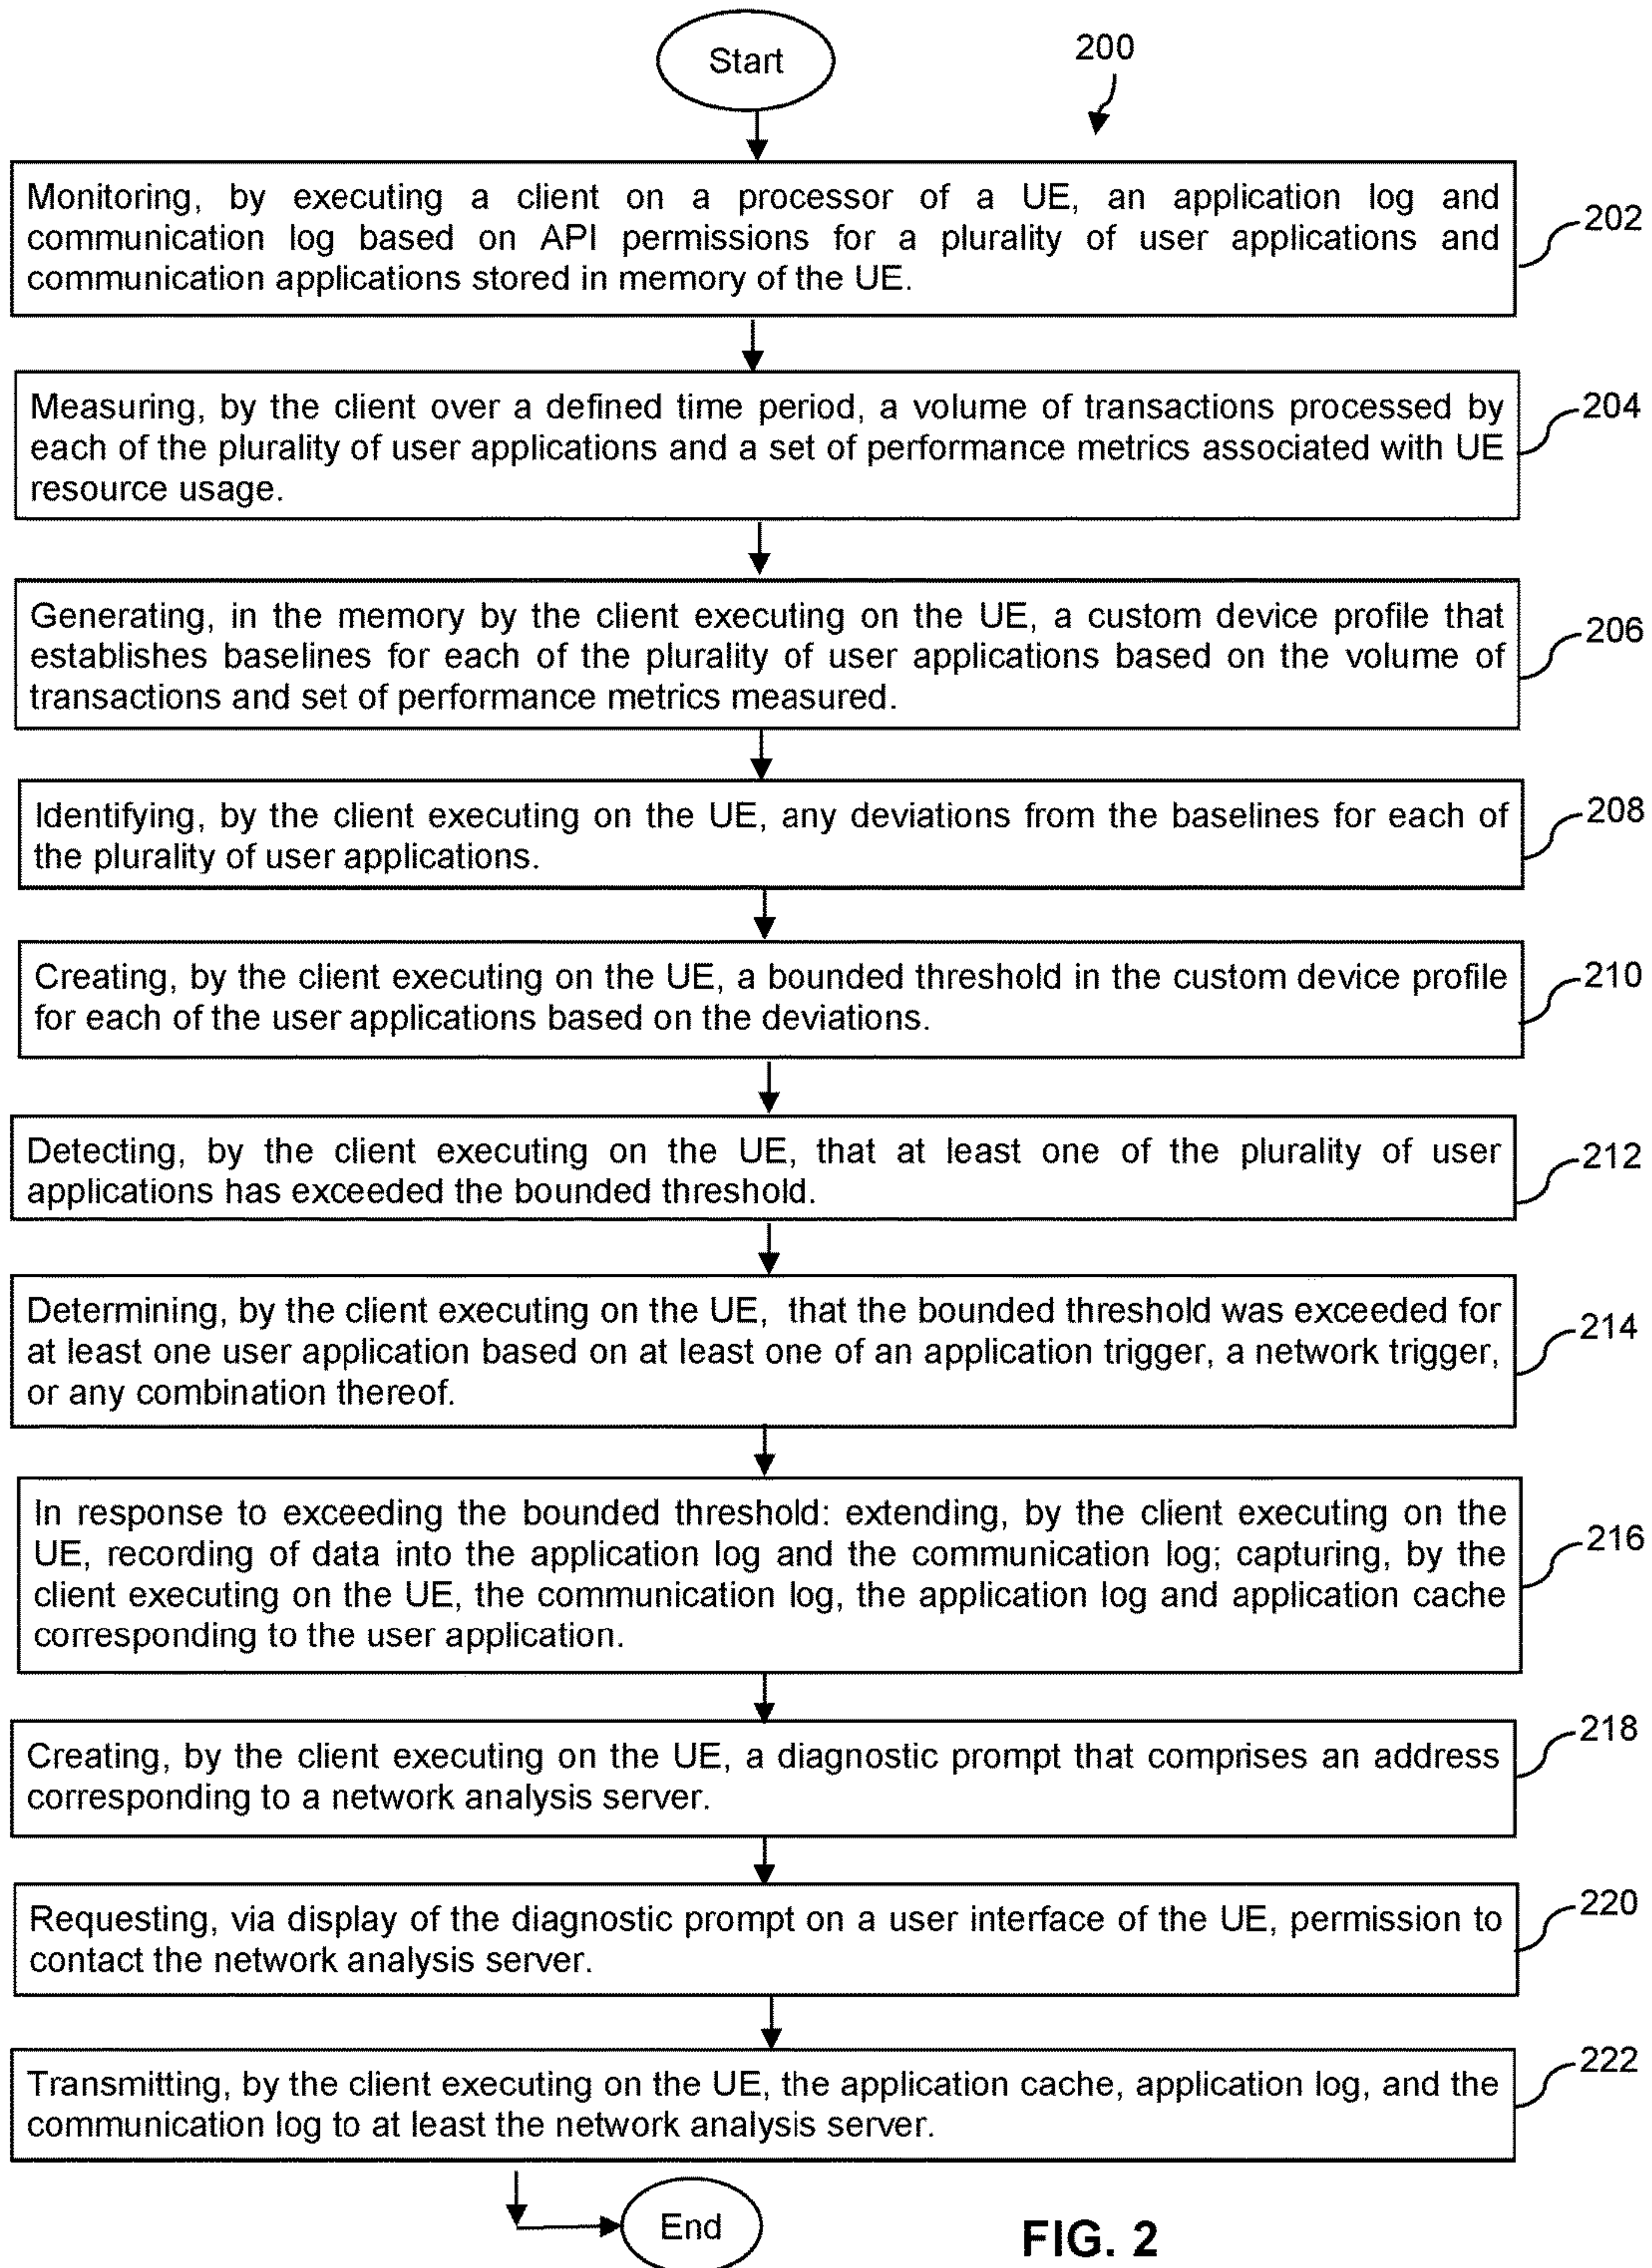 Start
200
Monitoring, by executing a client on a processor of a UE, an application log and
communication log based on API permissions for a plurality of user applications and
communication applications stored in memory of the UE.
202
Measuring, by the client over a defined time period, a volume of transactions processed by
each of the plurality of user applications and a set of performance metrics associated with UE
resource usage.
204
Generating, in the memory by the client executing on the UE, a custom device profile that
establishes baselines for each of the plurality of user applications based on the volume of
transactions and set of performance metrics measured.
206
Identifying, by the client executing on the UE, any deviations from the baselines for each of
the plurality of user applications.
208
Creating, by the client executing on the UE, a bounded threshold in the custom device profile
for each of the user applications based on the deviations.
210
Detecting, by the client executing on the UE, that at least one of the plurality of user
applications has exceeded the bounded threshold.
212
Determining, by the client executing on the UE, that the bounded threshold was exceeded for
at least one user application based on at least one of an application trigger, a network trigger,
or any combination thereof.
214
In response to exceeding the bounded threshold: extending, by the client executing on the
UE, recording of data into the application log and the communication log; capturing, by the
client executing on the UE, the communication log, the application log and application cache
corresponding to the user application.
216
Creating, by the client executing on the UE, a diagnostic prompt that comprises an address
corresponding to a network analysis server.
218
Requesting, via display of the diagnostic prompt on a user interface of the UE, permission to
contact the network analysis server.
220
Transmitting, by the client executing on the UE, the application cache, application log, and the
communication log to at least the network analysis server.
222
End
FIG. 2